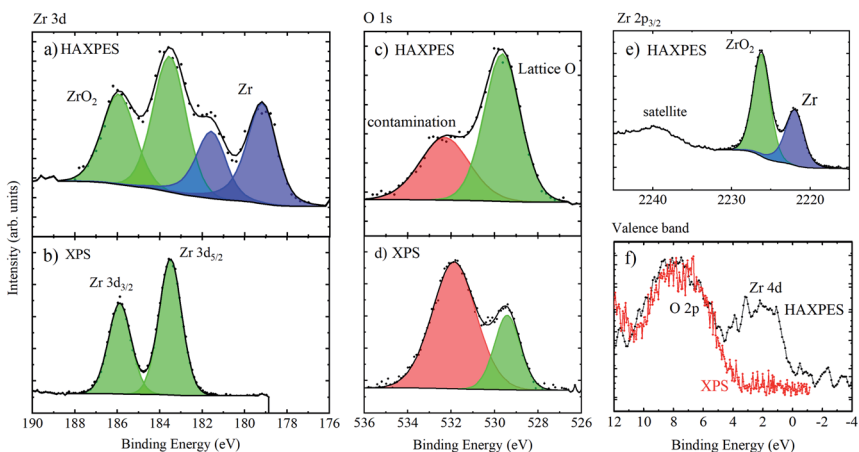 Zr 3d
a) HAXPES
ZrO₂
Zr
b) XPS
Zr 3d₃/₂
Zr 3d₅/₂
190 188 186 184 182 180 178 176
Binding Energy (eV)
Intensity (arb. units)
O 1s
c) HAXPES
Lattice O
contamination
d) XPS
536 534 532 530 528 526
Binding Energy (eV)
Zr 2p₃/₂
e) HAXPES
ZrO₂
Zr
satellite
2240 2230 2220
Binding Energy (eV)
Valence band
f)
Zr 4d
O 2p
HAXPES
XPS
12 10 8 6 4 2 0 -2 -4
Binding Energy (eV)